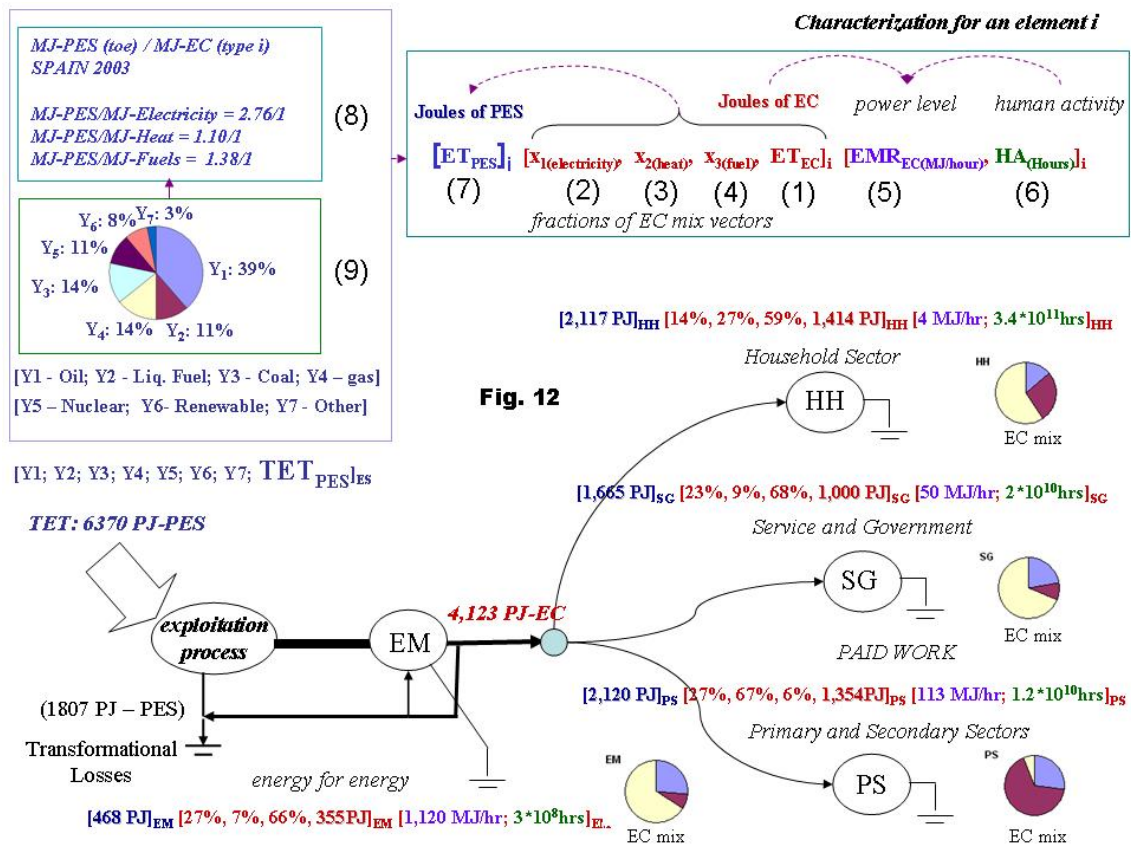 Characterization for an element i
MJ-PES (toe) / MJ-EC (type i)
SPAIN 2003
MJ-PES/MJ-Electricity = 2.76/1
MJ-PES/MJ-Heat = 1.10/1
MJ-PES/MJ-Fuels = 1.38/1
(8)
Joules of PES
Joules of EC
power level
human activity
[ET_PES]_i [x_1(electricity), x_2(heat), x_3(fuel), ET_EC]_i [EMR_EC(MJ/hour), HA_(Hours)]_i
(7) (2) (3) (4) (1) (5) (6)
fractions of EC mix vectors
Y6: 8% Y7: 3%
Y5: 11%
Y3: 14%
Y1: 39%
Y4: 14%
Y2: 11%
(9)
[Y1 - Oil; Y2 - Liq. Fuel; Y3 - Coal; Y4 – gas]
[Y5 – Nuclear; Y6- Renewable; Y7 - Other]
Fig. 12
[Y1; Y2; Y3; Y4; Y5; Y6; Y7; TET_PES]_ES
TET: 6370 PJ-PES
[2,117 PJ]HH [14%, 27%, 59%, 1,414 PJ]HH [4 MJ/hr; 3.4*10^11hrs]HH
Household Sector
HH
HH
EC mix
[1,665 PJ]SG [23%, 9%, 68%, 1,000 PJ]SG [50 MJ/hr; 2*10^10hrs]SG
Service and Government
SG
SG
EC mix
4,123 PJ-EC
exploitation
process
EM
PAID WORK
[2,120 PJ]PS [27%, 67%, 6%, 1,354PJ]PS [113 MJ/hr; 1.2*10^10hrs]PS
Primary and Secondary Sectors
PS
PS
EC mix
(1807 PJ – PES)
Transformational
Losses
energy for energy
[468 PJ]EM [27%, 7%, 66%, 355PJ]EM [1,120 MJ/hr; 3*10^8hrs]
EM
EC mix